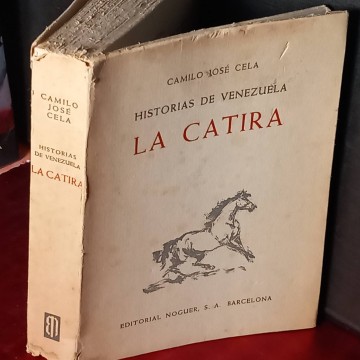 CAMILO
JOSÉ
CELA
HISTORIAS
DE VENEZUELA
LA CATIRA
CAMILO JOSÉ CELA
HISTORIAS DE VENEZUELA
LA CATIRA
EDITORIAL NOGUER, S. A. BARCELONA